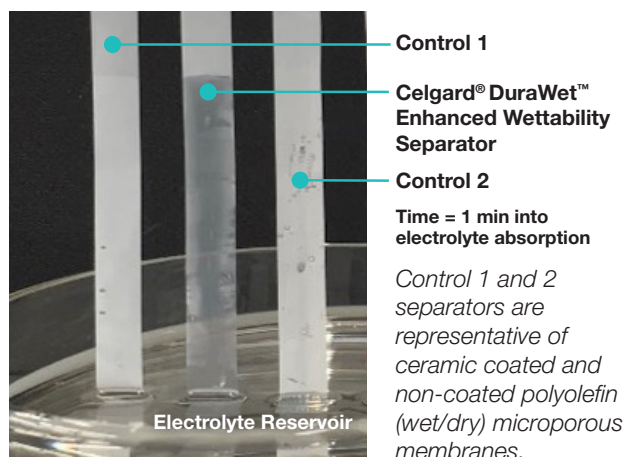 Control 1
Celgard® DuraWet™
Enhanced Wettability
Separator
Control 2
Time = 1 min into
electrolyte absorption
Control 1 and 2
separators are
representative of
ceramic coated and
non-coated polyolefin
(wet/dry) microporous
membranes.
Electrolyte Reservoir